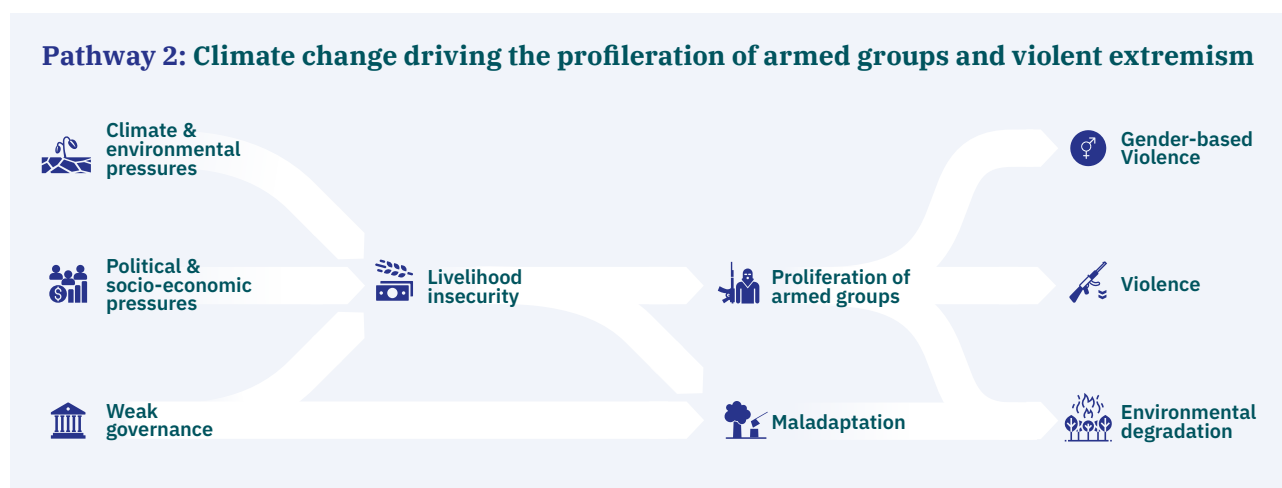 Pathway 2: Climate change driving the profileration of armed groups and violent extremism
Climate &
environmental
pressures
Gender-based
Violence
Political &
socio-economic
pressures
Livelihood
insecurity
Proliferation of
armed groups
Violence
Weak
governance
Maladaptation
Environmental
degradation